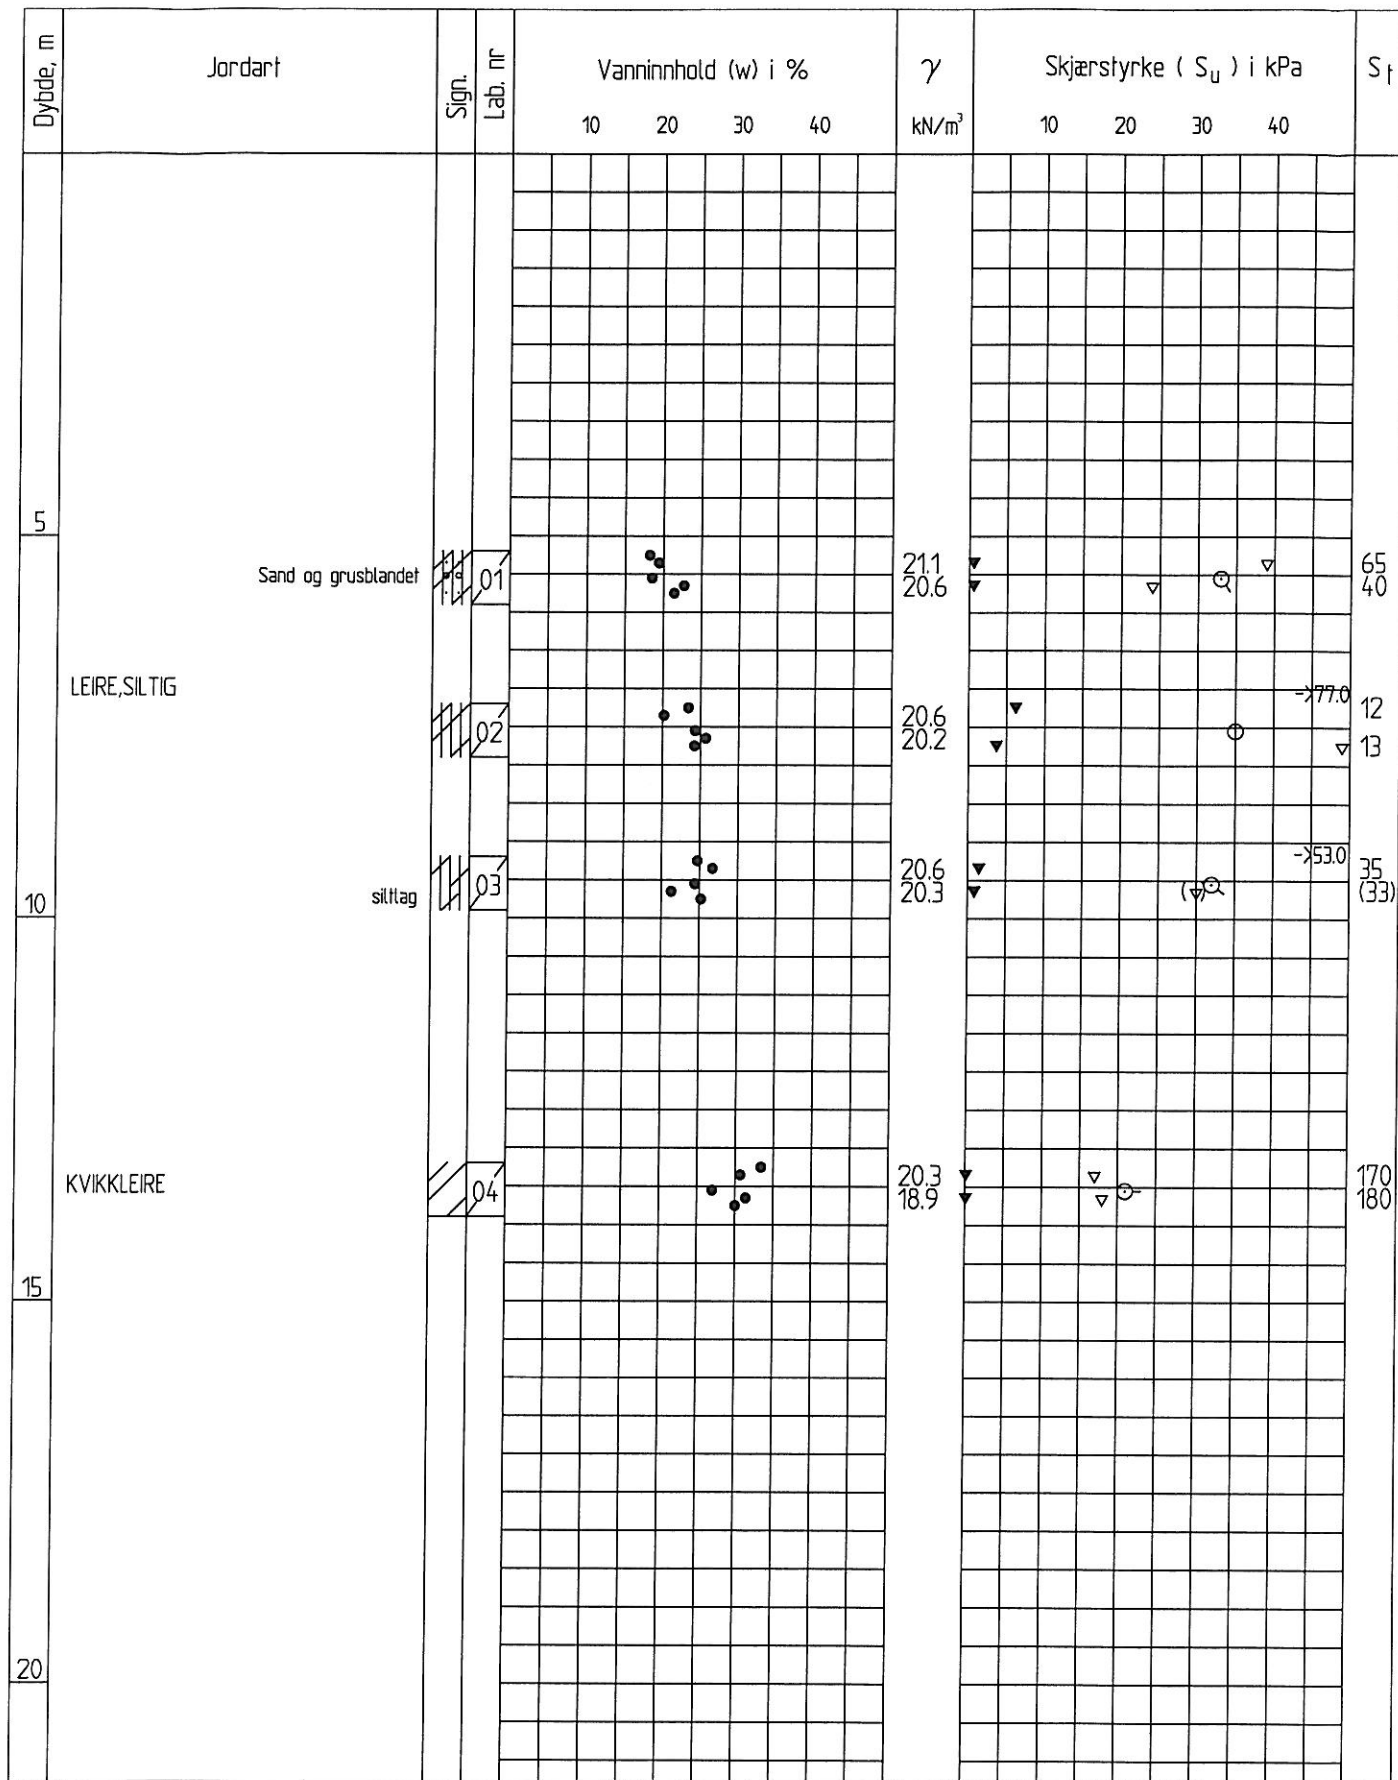 Dybde, m
Jordart
Sign.
Lab. nr
Vanninnhold (w) i %
10 20 30 40
γ
kN/m³
Skjærstyrke ( Su ) i kPa
10 20 30 40
St
5
Sand og grusblandet
01
21.1
20.6
65
40
LEIRE,SILTIG
02
20.6
20.2
->77.0
12
13
siltlag
03
20.6
20.3
->53.0
( )
35
(33)
10
KVIKKLEIRE
04
20.3
18.9
170
180
15
20